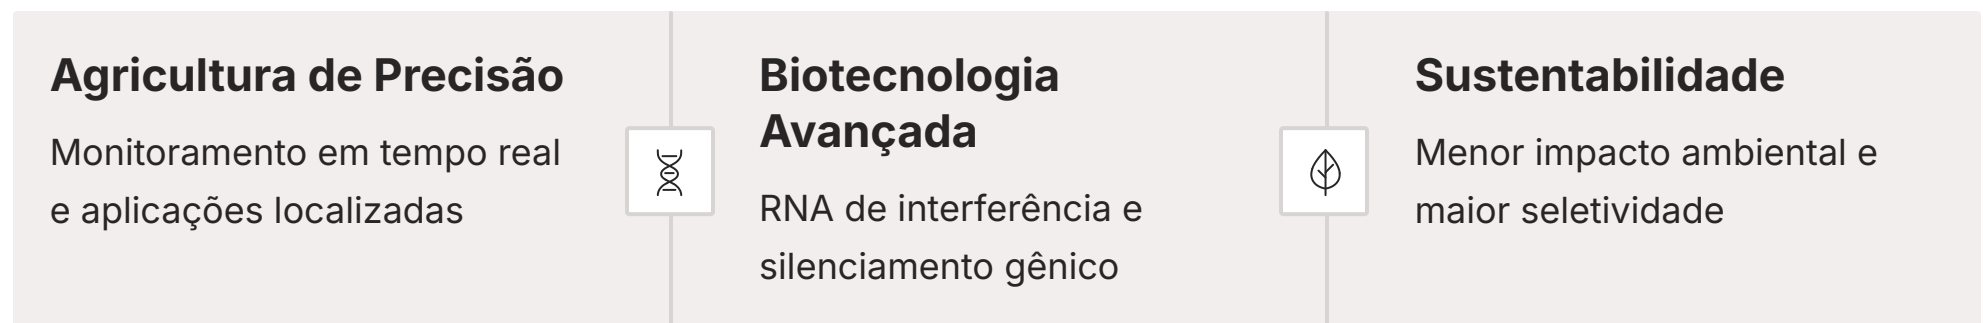 Agricultura de Precisão
Monitoramento em tempo real
e aplicações localizadas
Biotecnologia
Avançada
RNA de interferência e
silenciamento gênico
Sustentabilidade
Menor impacto ambiental e
maior seletividade